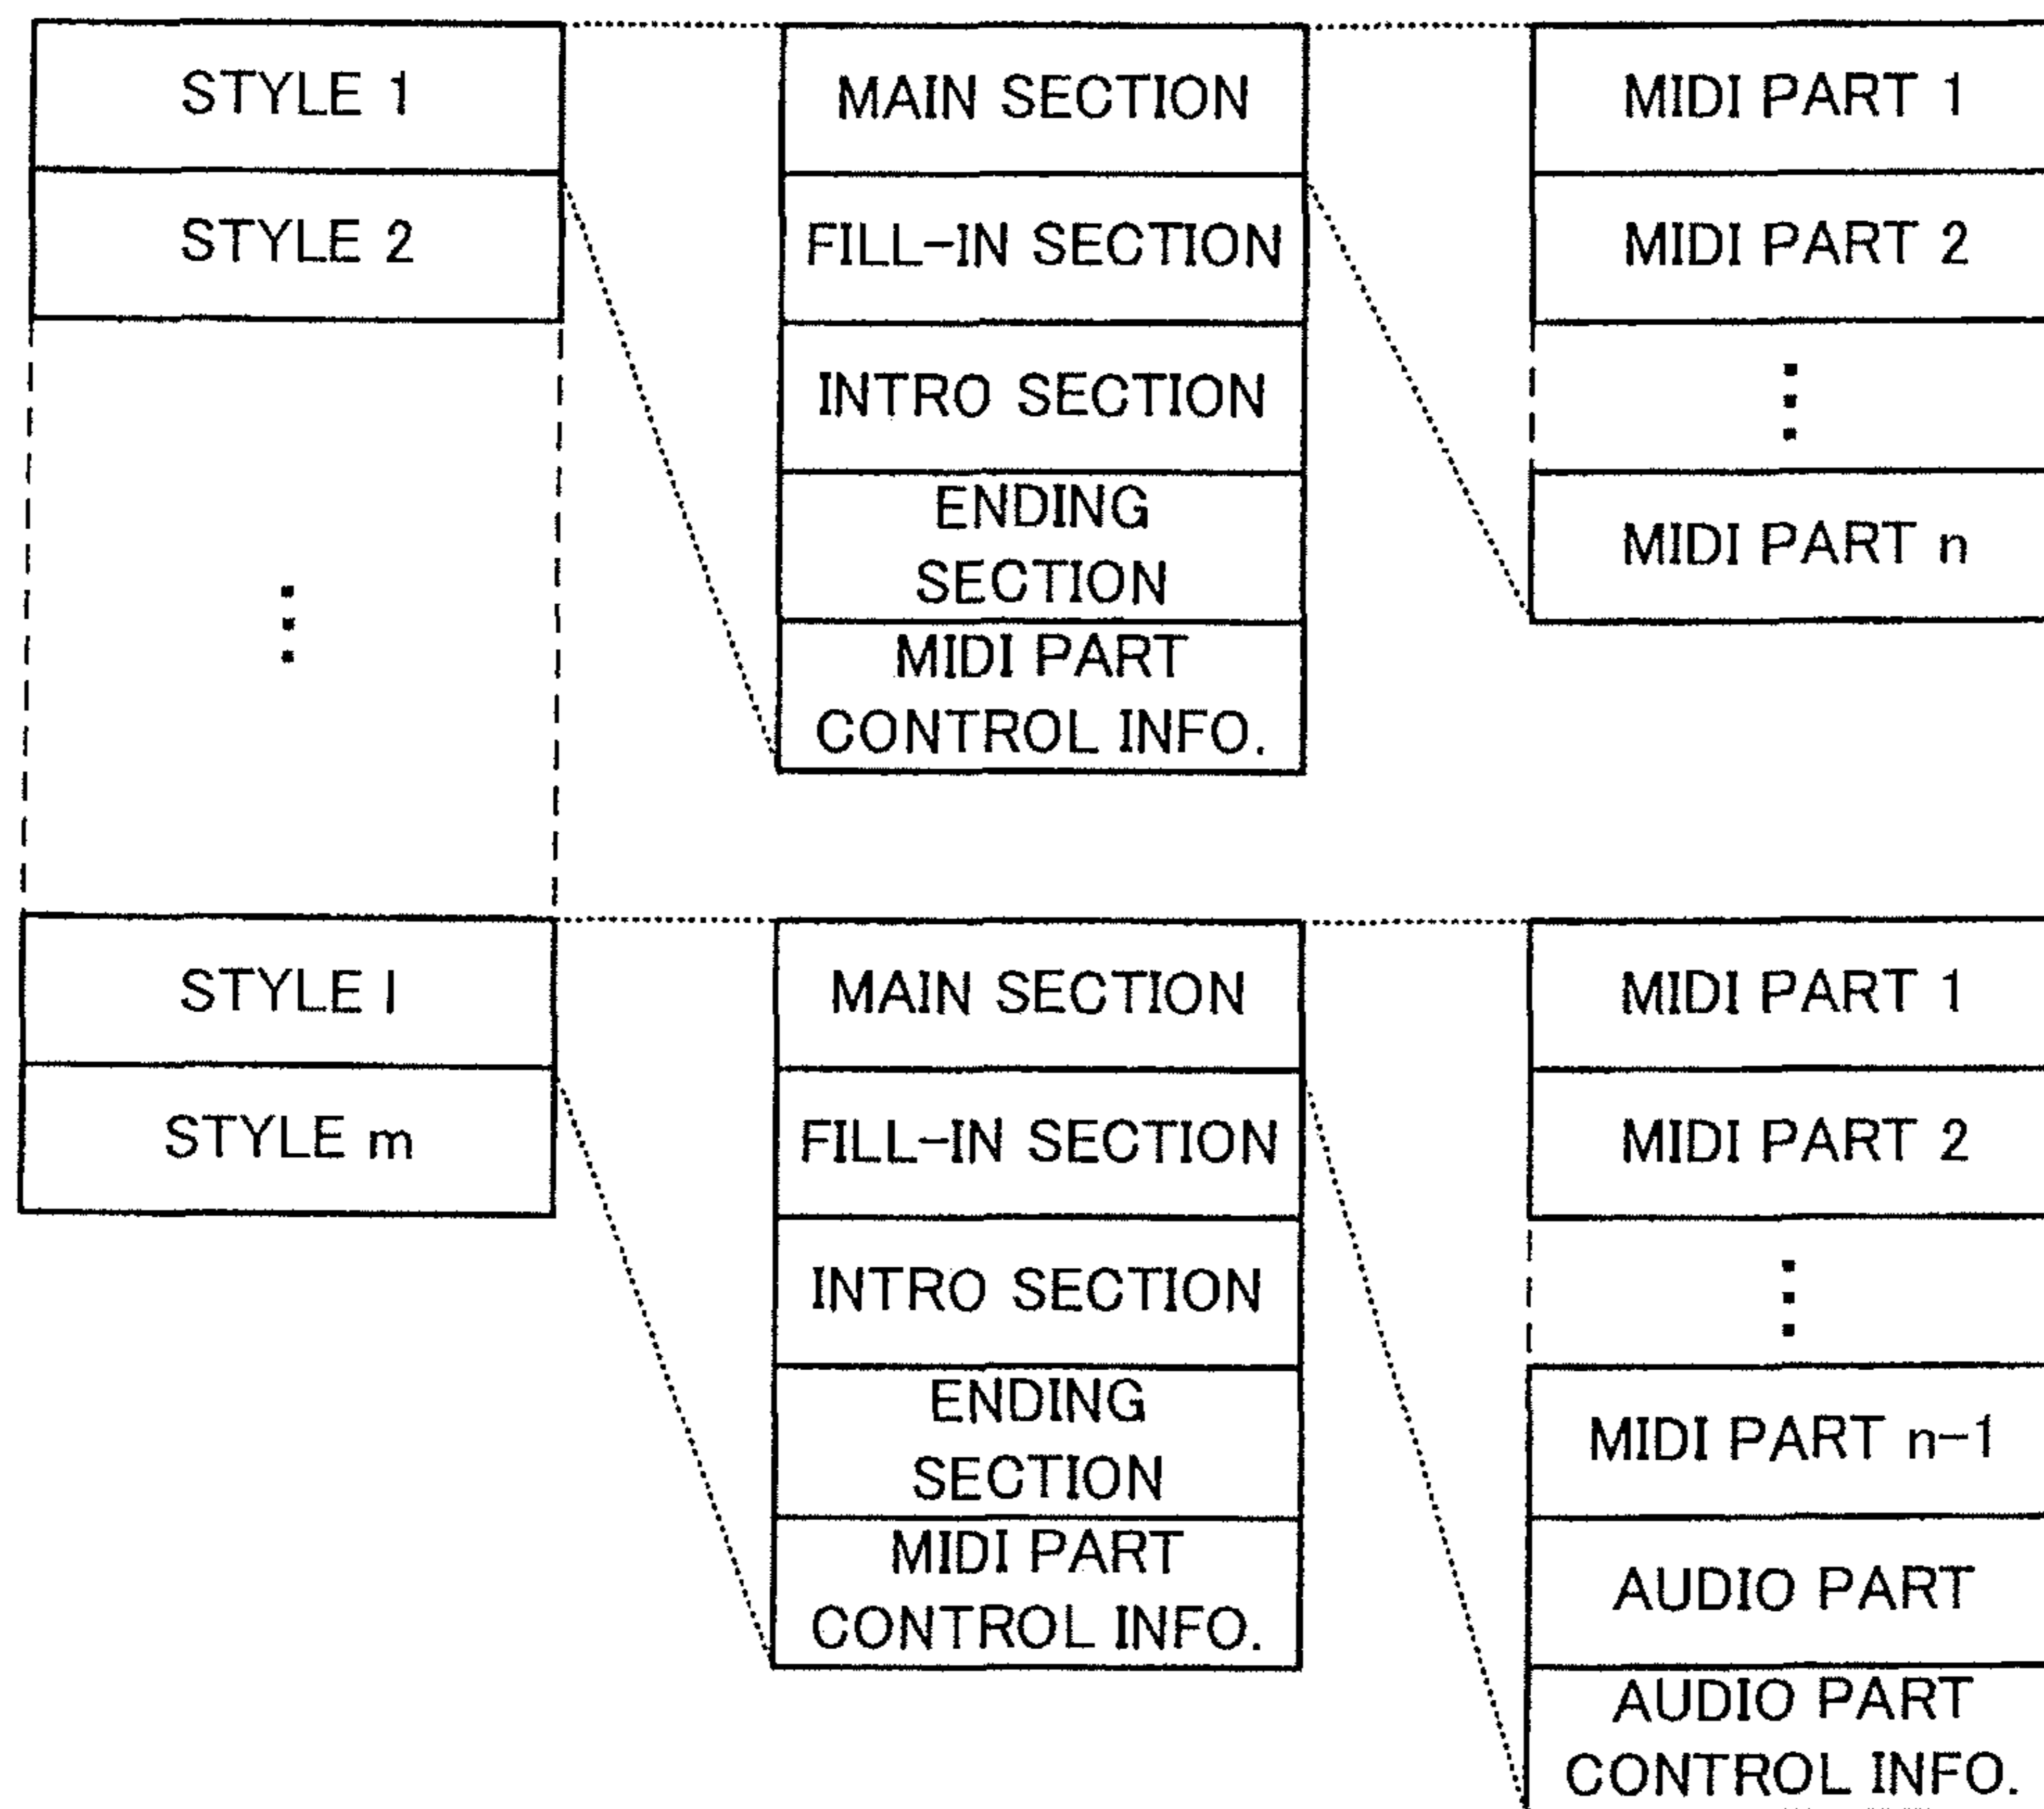 STYLE 1
STYLE 2
⋮
STYLE l
STYLE m
MAIN SECTION
FILL-IN SECTION
INTRO SECTION
ENDING
SECTION
MIDI PART
CONTROL INFO.
MIDI PART 1
MIDI PART 2
⋮
MIDI PART n
MAIN SECTION
FILL-IN SECTION
INTRO SECTION
ENDING
SECTION
MIDI PART
CONTROL INFO.
MIDI PART 1
MIDI PART 2
⋮
MIDI PART n-1
AUDIO PART
AUDIO PART
CONTROL INFO.